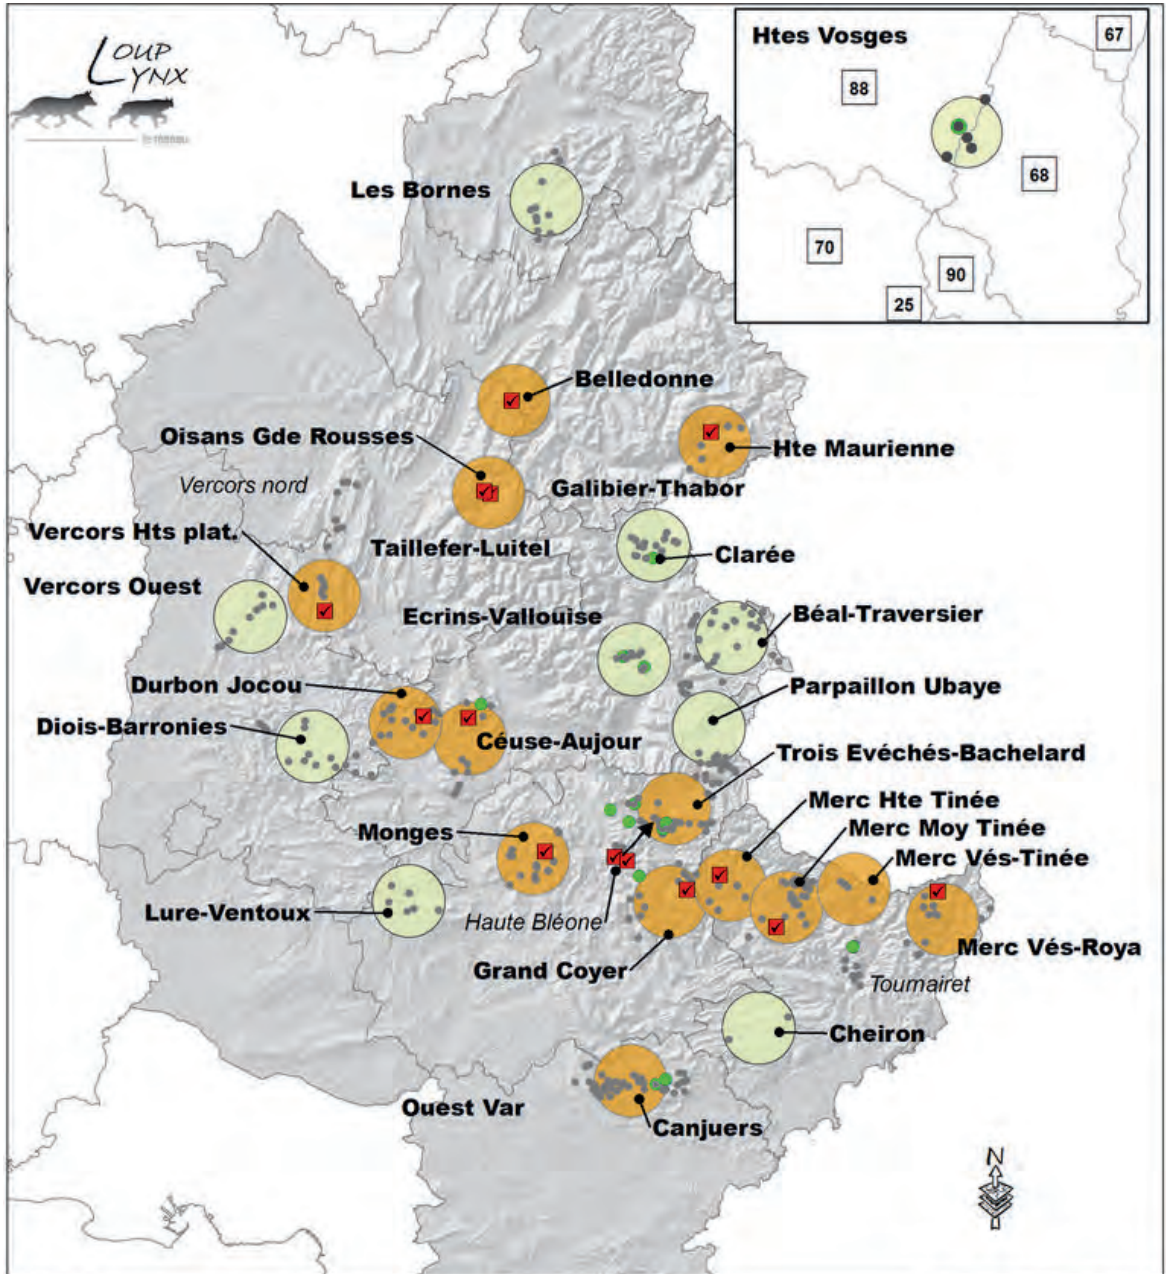 LOUP
LYNX
le réseau
Htes Vosges
67
88
68
70
90
25
Les Bornes
Belledonne
Oisans Gde Rousses
Hte Maurienne
Vercors nord
Galibier-Thabor
Vercors Hts plat.
Taillefer-Luitel
Clarée
Vercors Ouest
Ecrins-Vallouise
Béal-Traversier
Durbon Jocou
Parpaillon Ubaye
Diois-Barronies
Céuse-Aujour
Trois Evéchés-Bachelard
Merc Hte Tinée
Monges
Merc Moy Tinée
Merc Vés-Tinée
Lure-Ventoux
Haute Bléone
Merc Vés-Roya
Grand Coyer
Toumairet
Cheiron
Ouest Var
Canjuers
N